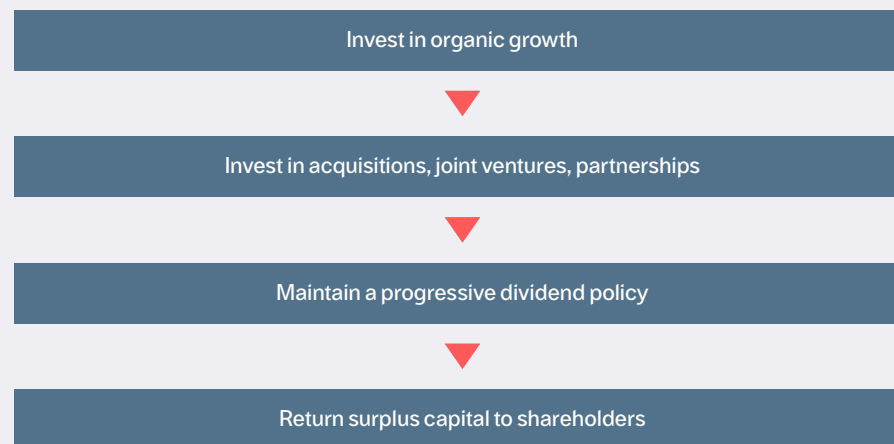 Invest in organic growth
Invest in acquisitions, joint ventures, partnerships
Maintain a progressive dividend policy
Return surplus capital to shareholders